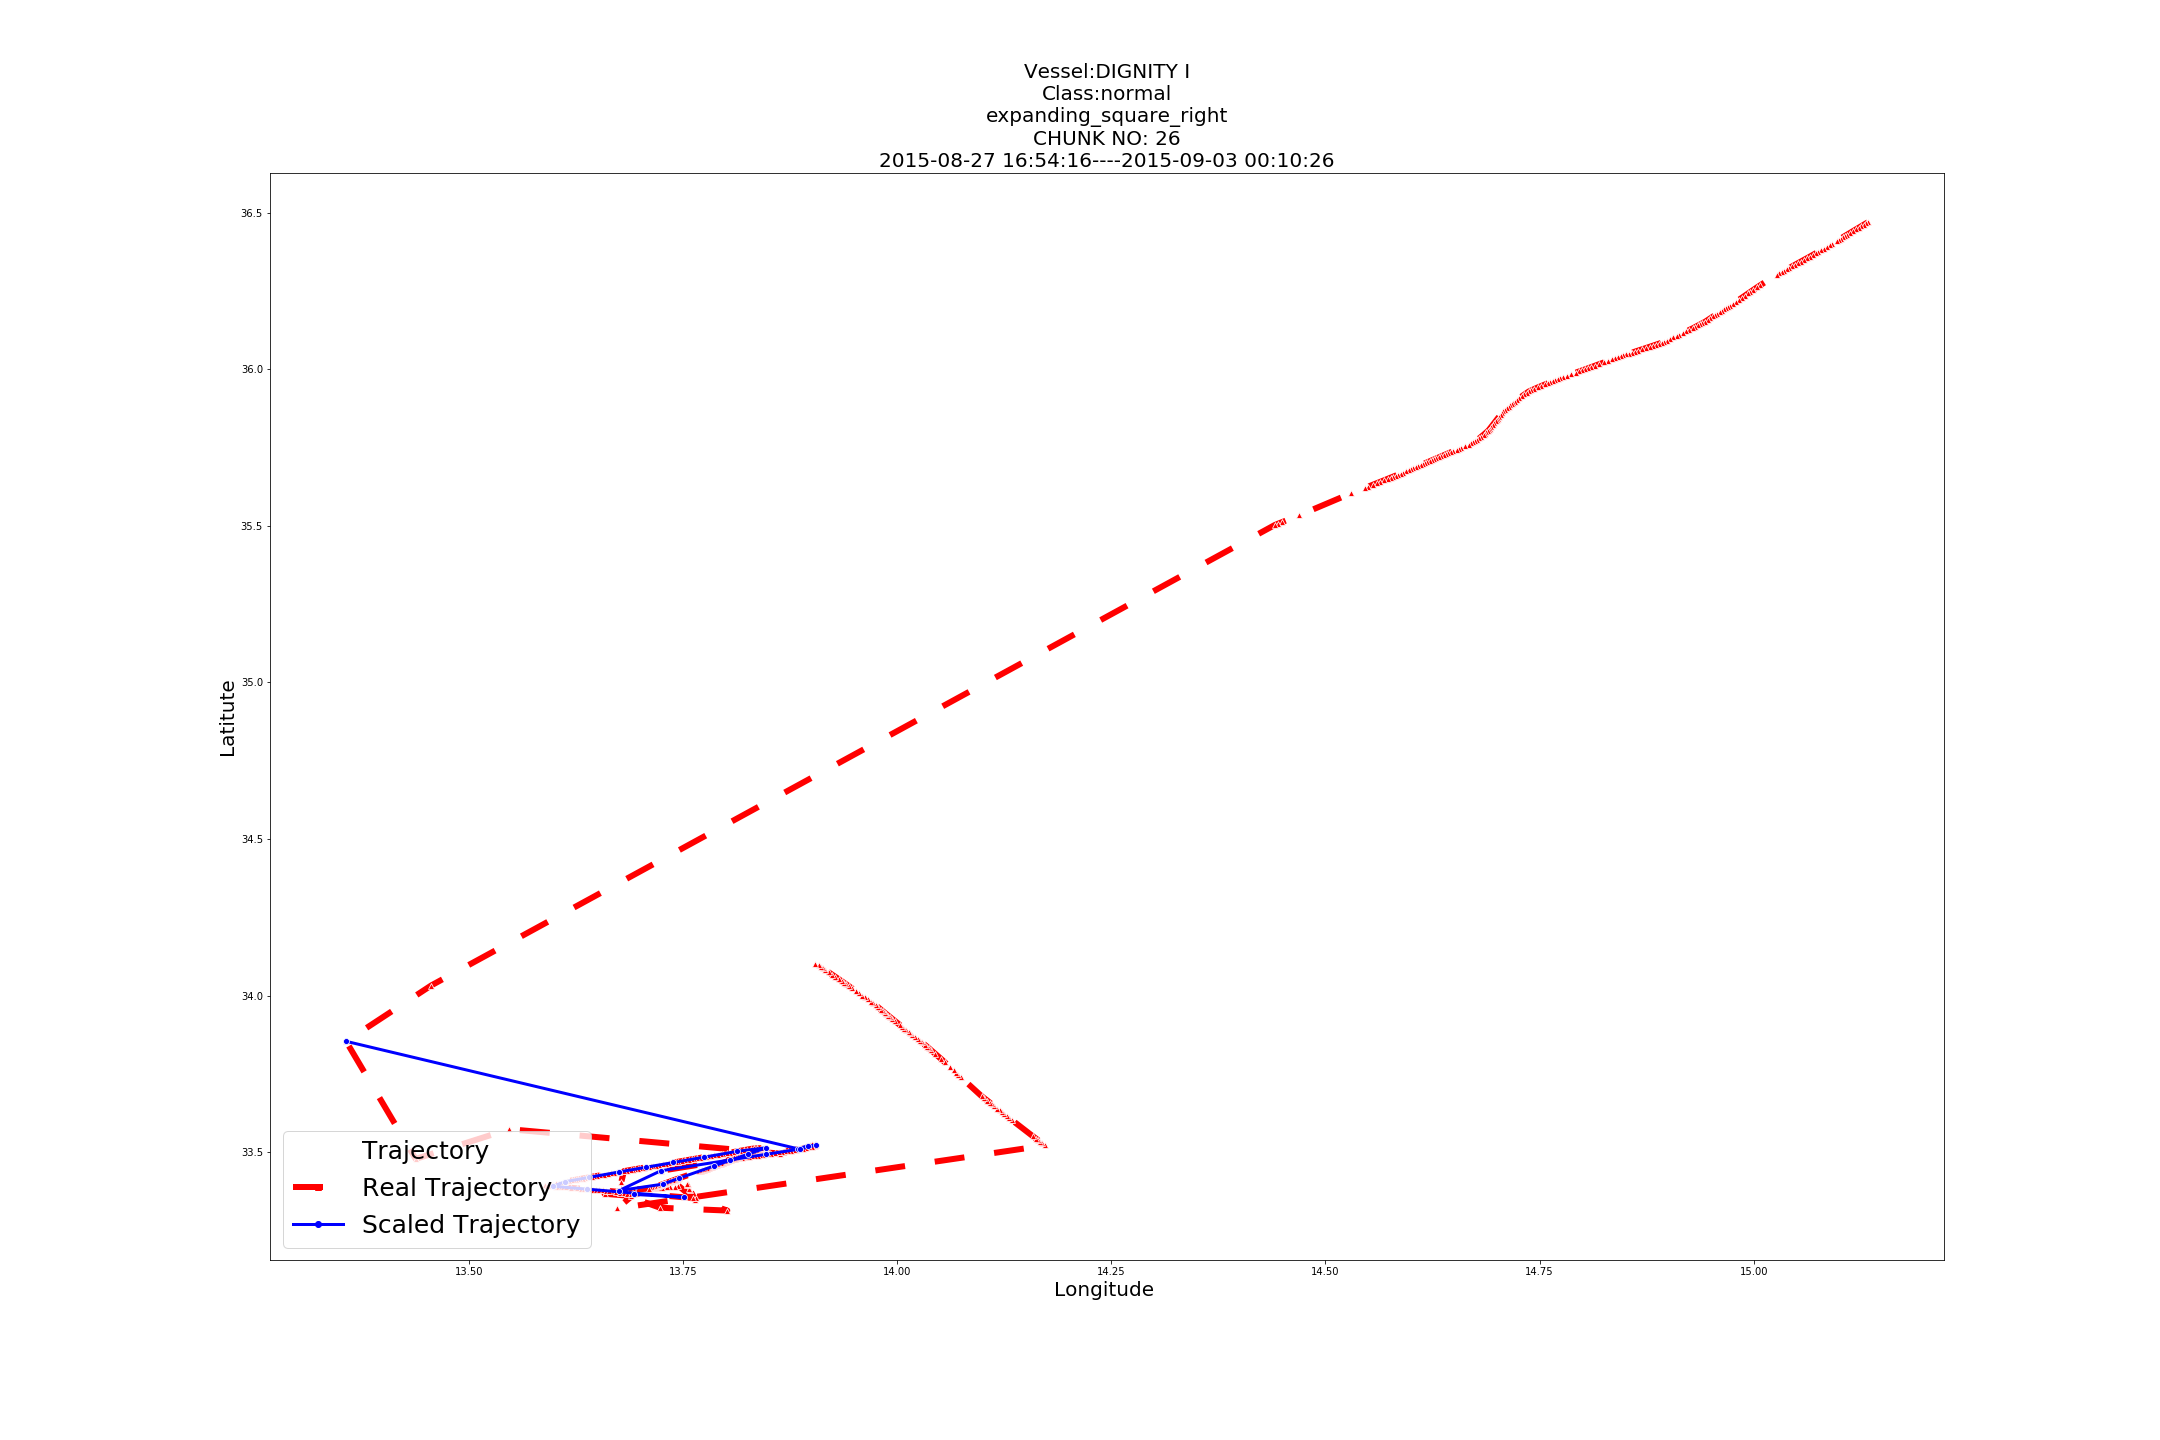 Vessel:DIGNITY I
Class:normal
expanding_square_right
CHUNK NO: 26
2015-08-27 16:54:16----2015-09-03 00:10:26
36.5
36.0
35.5
35.0
34.5
34.0
33.5
Latitute
Trajectory
Real Trajectory
Scaled Trajectory
13.50 13.75 14.00 14.25 14.50 14.75 15.00
Longitude